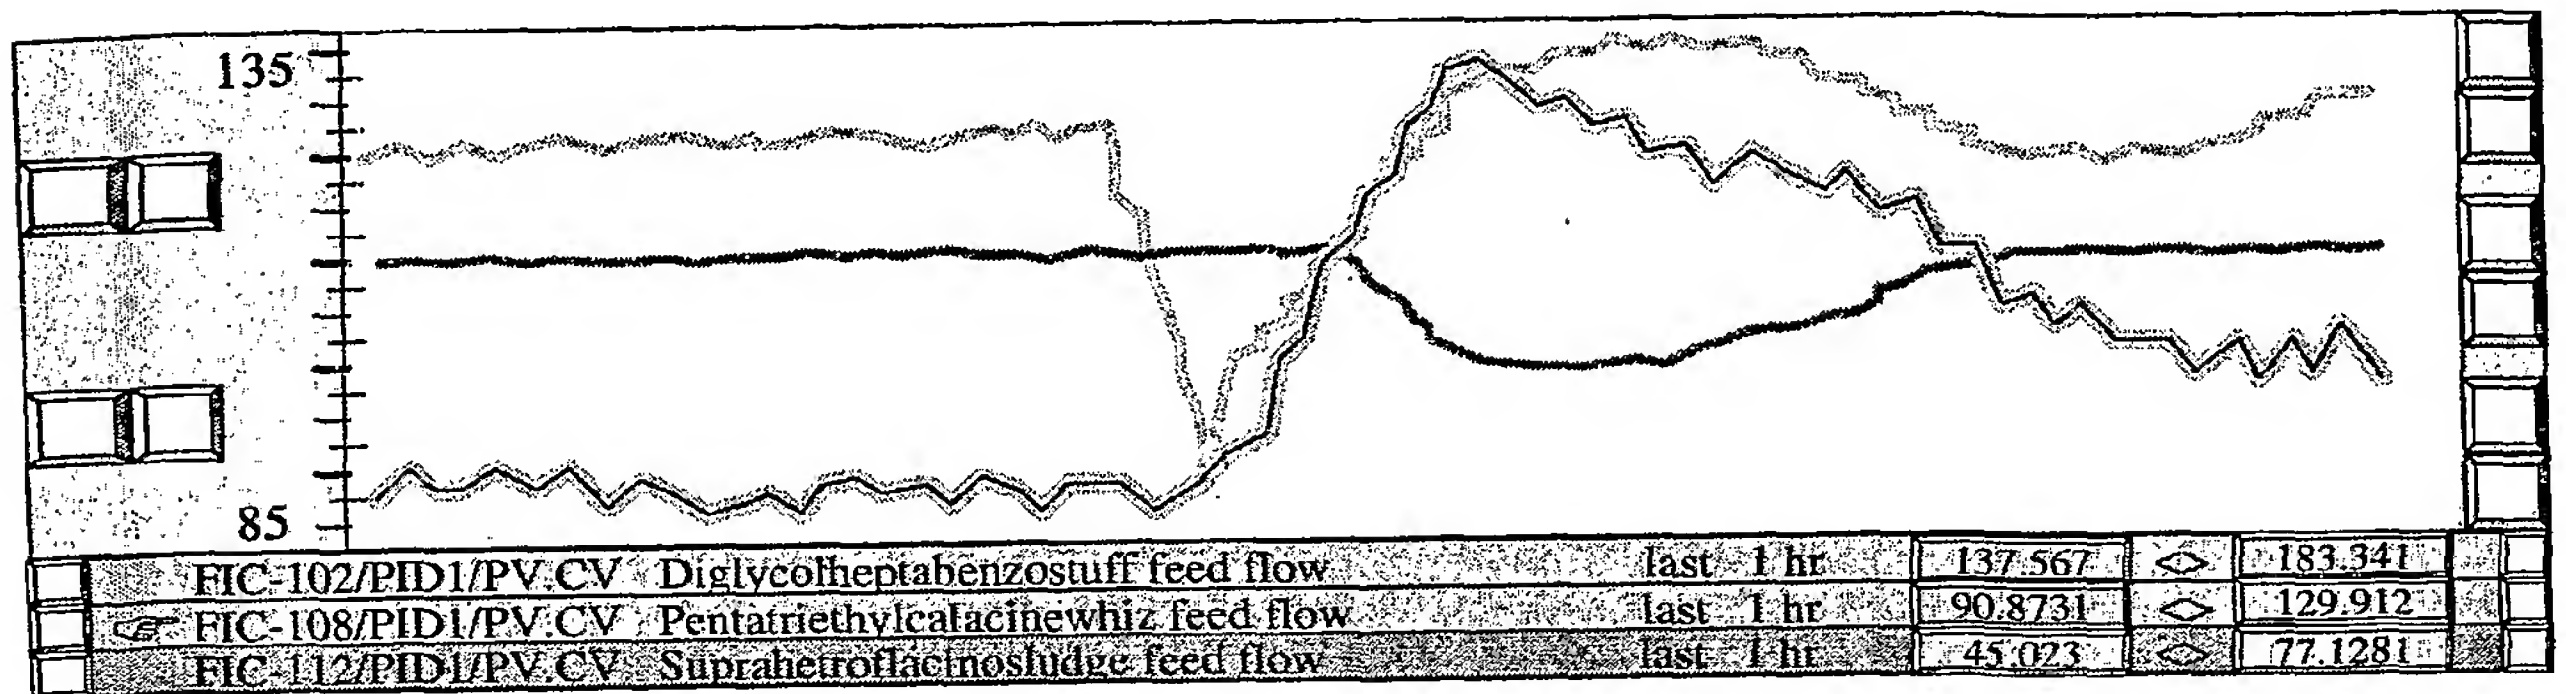 135
85
FIC-102/PID1/PV.CV Diglycolheptabenzostuff feed flow last 1 hr 137.567 <> 183.341
FIC-108/PID1/PV.CV Pentatriethylcalacinewhiz feed flow last 1 hr 90.8731 <> 129.912
FIC-112/PID1/PV.CV Suprahetroflacinosludge feed flow last 1 hr 45.023 <> 77.1281